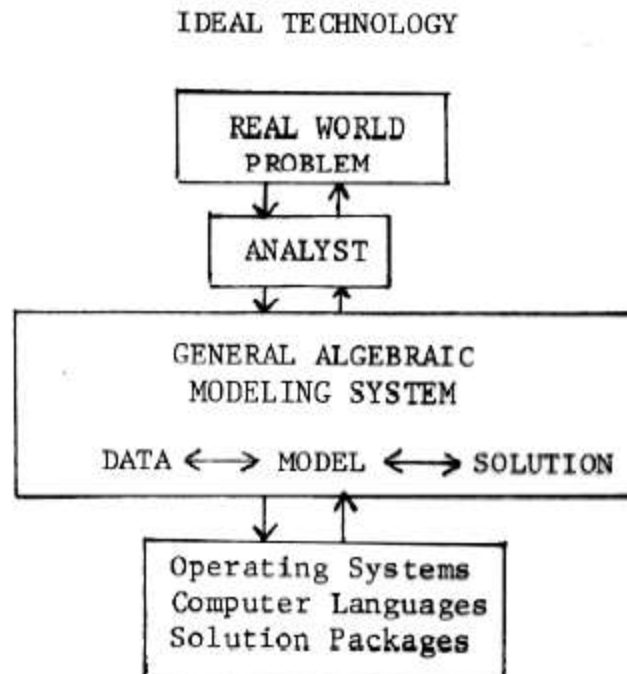 IDEAL TECHNOLOGY
REAL WORLD
PROBLEM
ANALYST
GENERAL ALGEBRAIC
MODELING SYSTEM
DATA ⟷ MODEL ⟷ SOLUTION
Operating Systems
Computer Languages
Solution Packages